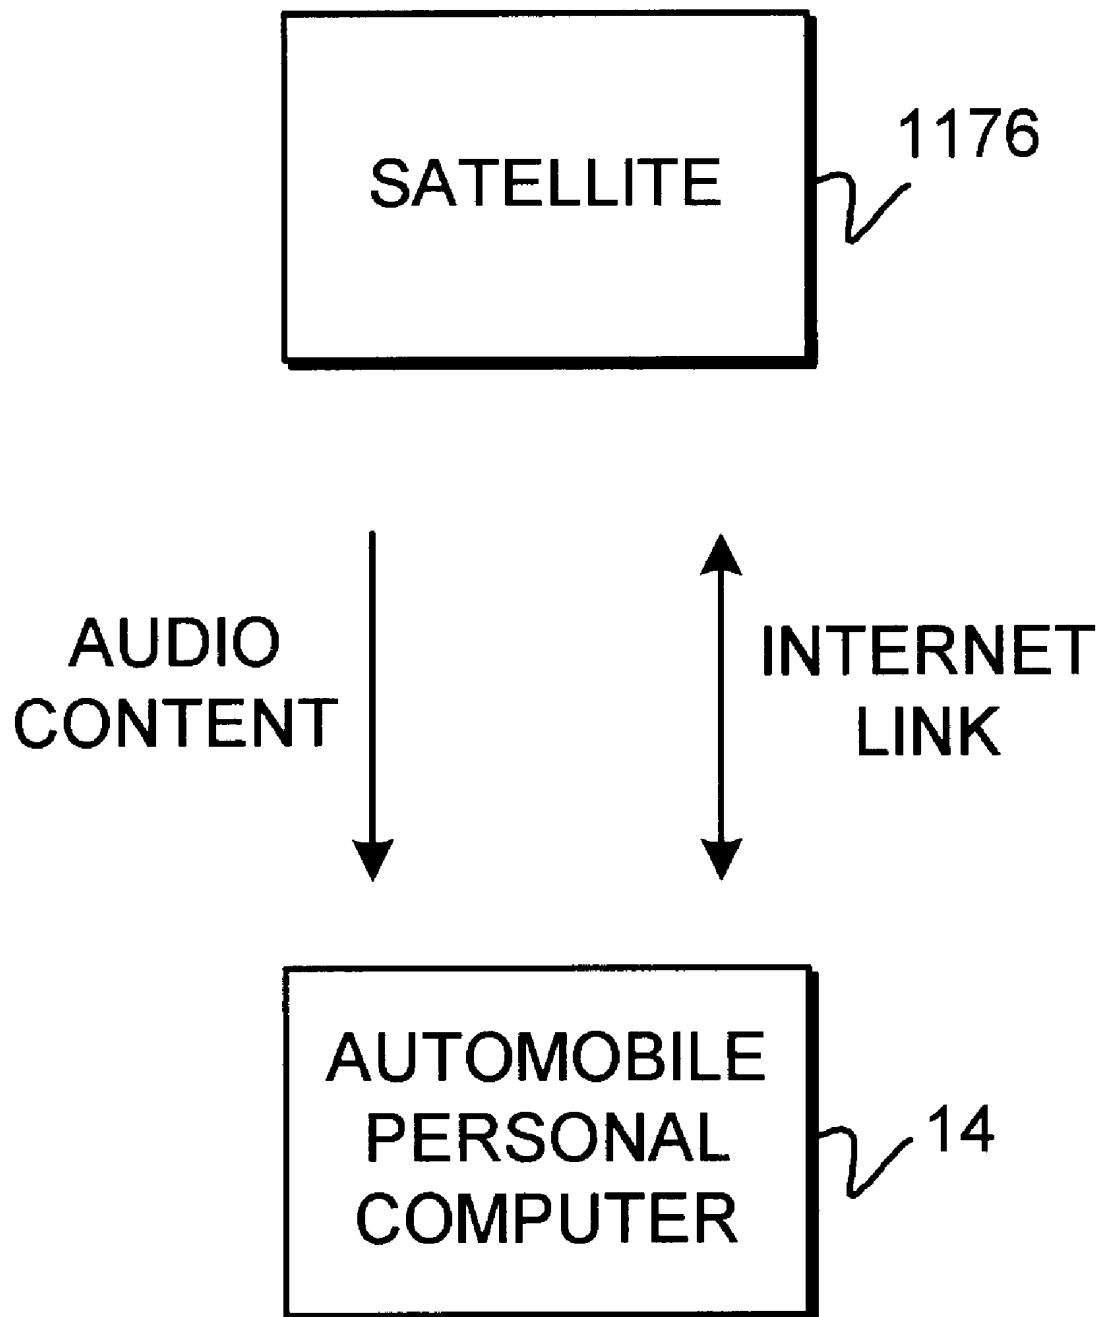 SATELLITE
1176
AUDIO
CONTENT
INTERNET
LINK
AUTOMOBILE
PERSONAL
COMPUTER
14